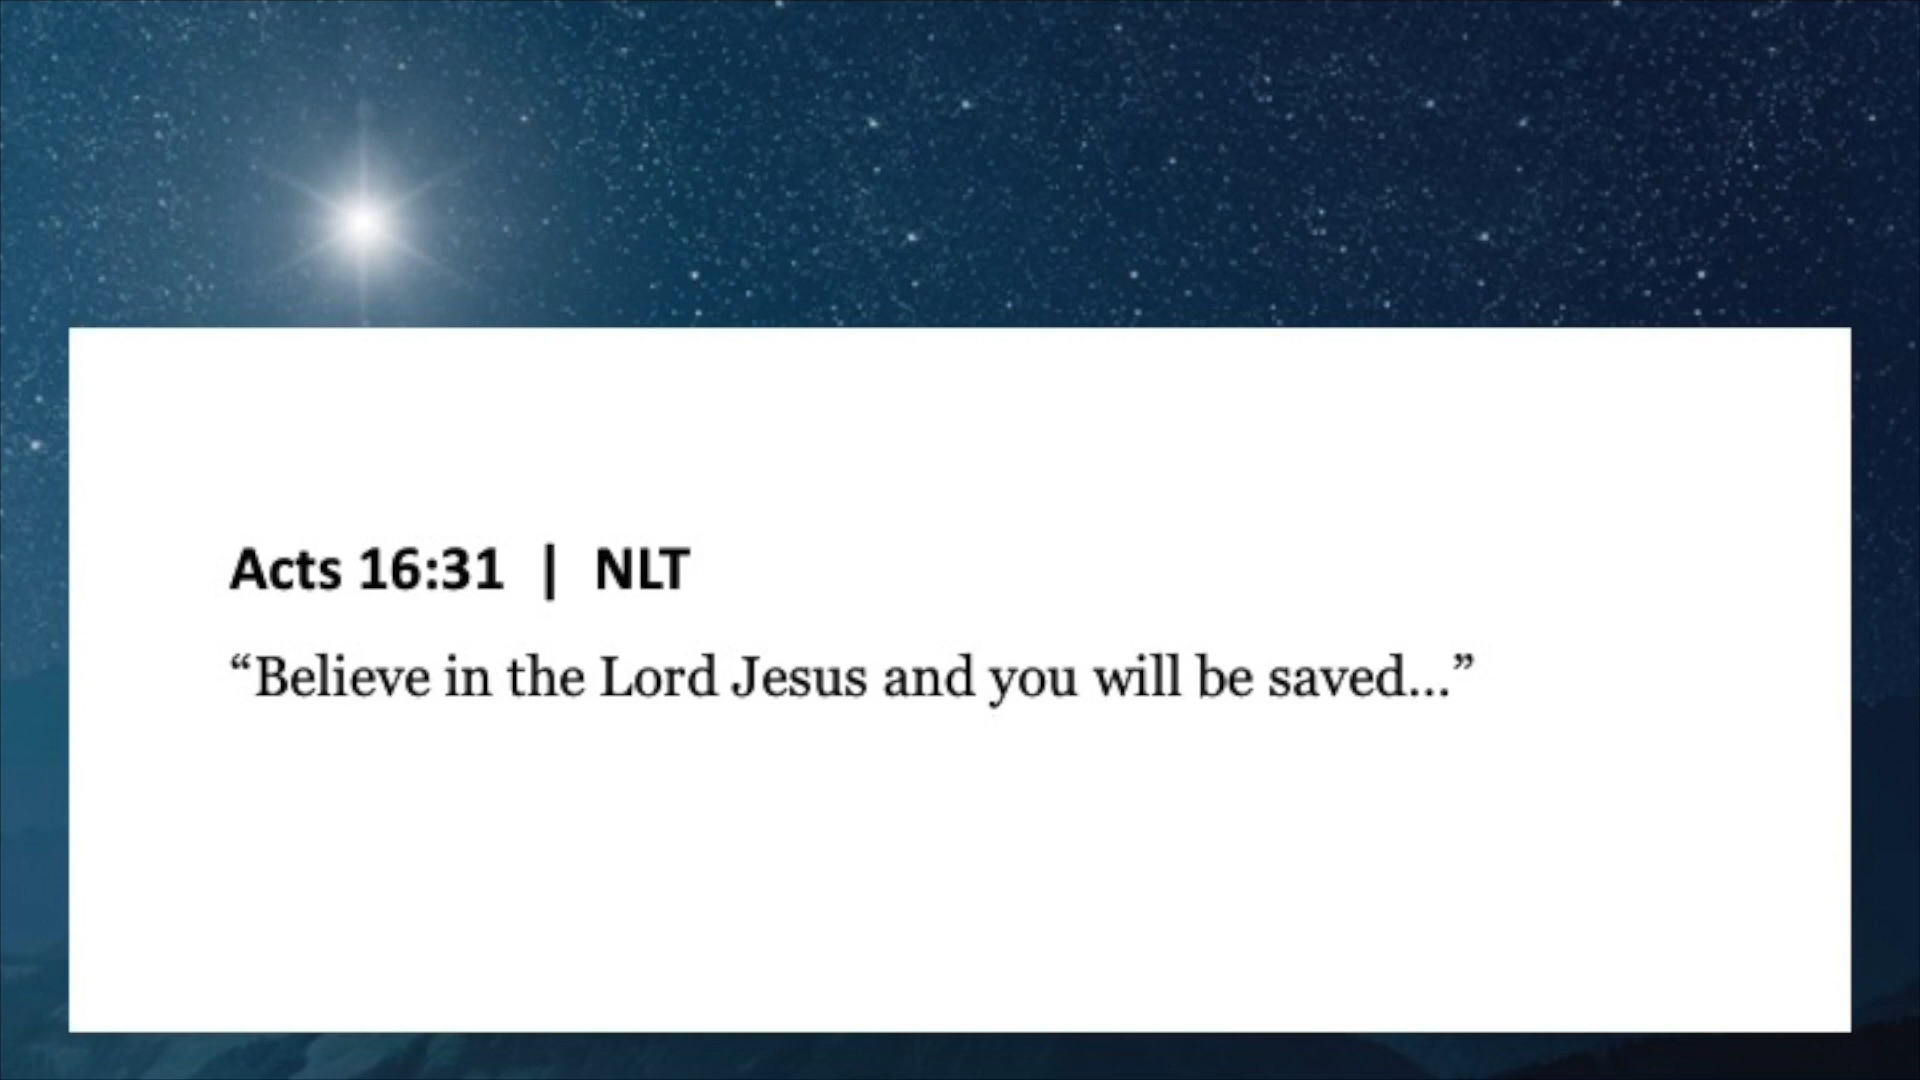 Acts 16:31 | NLT
“Believe in the Lord Jesus and you will be saved...”